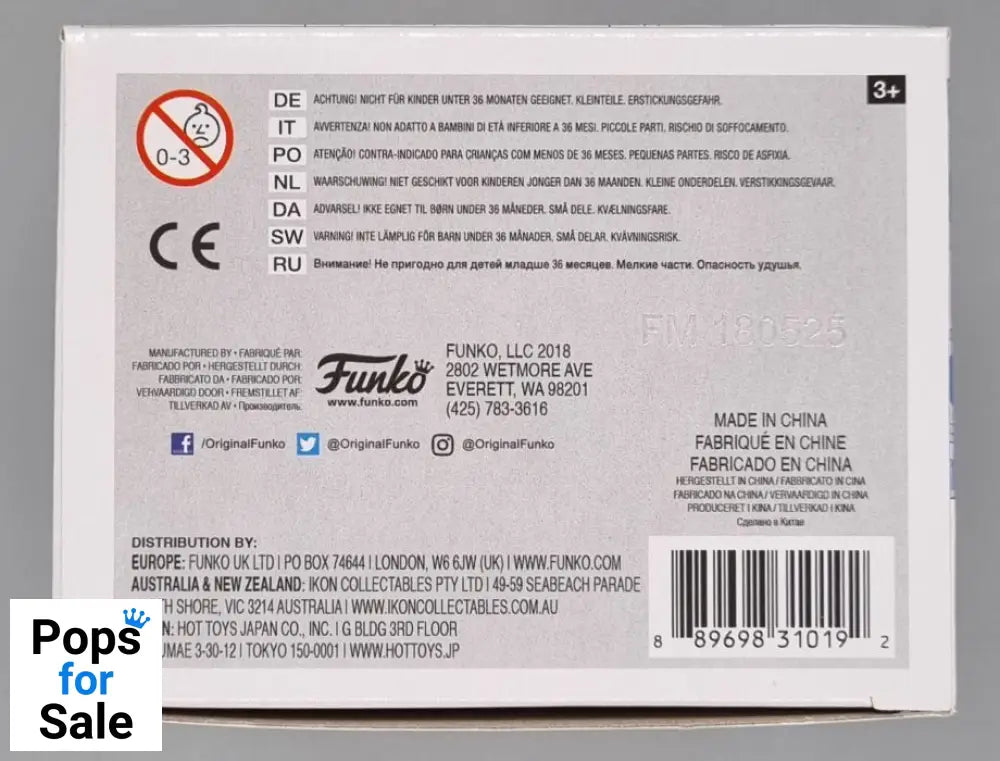 3+
0-3
DE ACHTUNG! NICHT FÜR KINDER UNTER 36 MONATEN GEEIGNET. KLEINTEILE. ERSTICKUNGSGEFAHR.
IT AVVERTENZA! NON ADATTO A BAMBINI DI ETÀ INFERIORE A 36 MESI. PICCOLE PARTI. RISCHIO DI SOFFOCAMENTO.
PO ATENÇÃO! CONTRA-INDICADO PARA CRIANÇAS COM MENOS DE 36 MESES. PEQUENAS PARTES. RISCO DE ASFIXIA.
NL WAARSCHUWING! NIET GESCHIKT VOOR KINDEREN JONGER DAN 36 MAANDEN. KLEINE ONDERDELEN. VERSTIKKINGSGEVAAR.
DA ADVARSEL! IKKE EGNET TIL BØRN UNDER 36 MÅNEDER. SMÅ DELE. KVÆLNINGSFARE.
SW VARNING! INTE LÄMPLIG FÖR BARN UNDER 36 MÅNADER. SMÅ DELAR. KVÄVNINGSRISK.
RU Внимание! Не пригодно для детей младше 36 месяцев. Мелкие части. Опасность удушья.
CE
FM 180525
MANUFACTURED BY • FABRIQUÉ PAR
FABRICADO POR • HERGESTELLT DURCH:
FABBRICATO DA • FABRICADO POR:
VERVAARDIGD DOOR • FREMSTILLET AF
TILLVERKAD AV • Производитель:
Funko
www.funko.com
FUNKO, LLC 2018
2802 WETMORE AVE
EVERETT, WA 98201
(425) 783-3616
f /OriginalFunko @OriginalFunko @OriginalFunko
MADE IN CHINA
FABRIQUÉ EN CHINE
FABRICADO EN CHINA
HERGESTELLT IN CHINA / FABBRICATO IN CINA
FABRICADO NA CHINA / VERVAARDIGD IN CHINA
PRODUCERET I KINA / TILLVERKAD I KINA
Сделано в Китае
DISTRIBUTION BY:
EUROPE: FUNKO UK LTD | PO BOX 74644 | LONDON, W6 6JW (UK) | WWW.FUNKO.COM
AUSTRALIA & NEW ZEALAND: IKON COLLECTABLES PTY LTD | 49-59 SEABEACH PARADE
TH SHORE, VIC 3214 AUSTRALIA | WWW.IKONCOLLECTABLES.COM.AU
N: HOT TOYS JAPAN CO., INC. | G BLDG 3RD FLOOR
UMAE 3-30-12 | TOKYO 150-0001 | WWW.HOTTOYS.JP
8 89698 31019 2
Pops
for
Sale